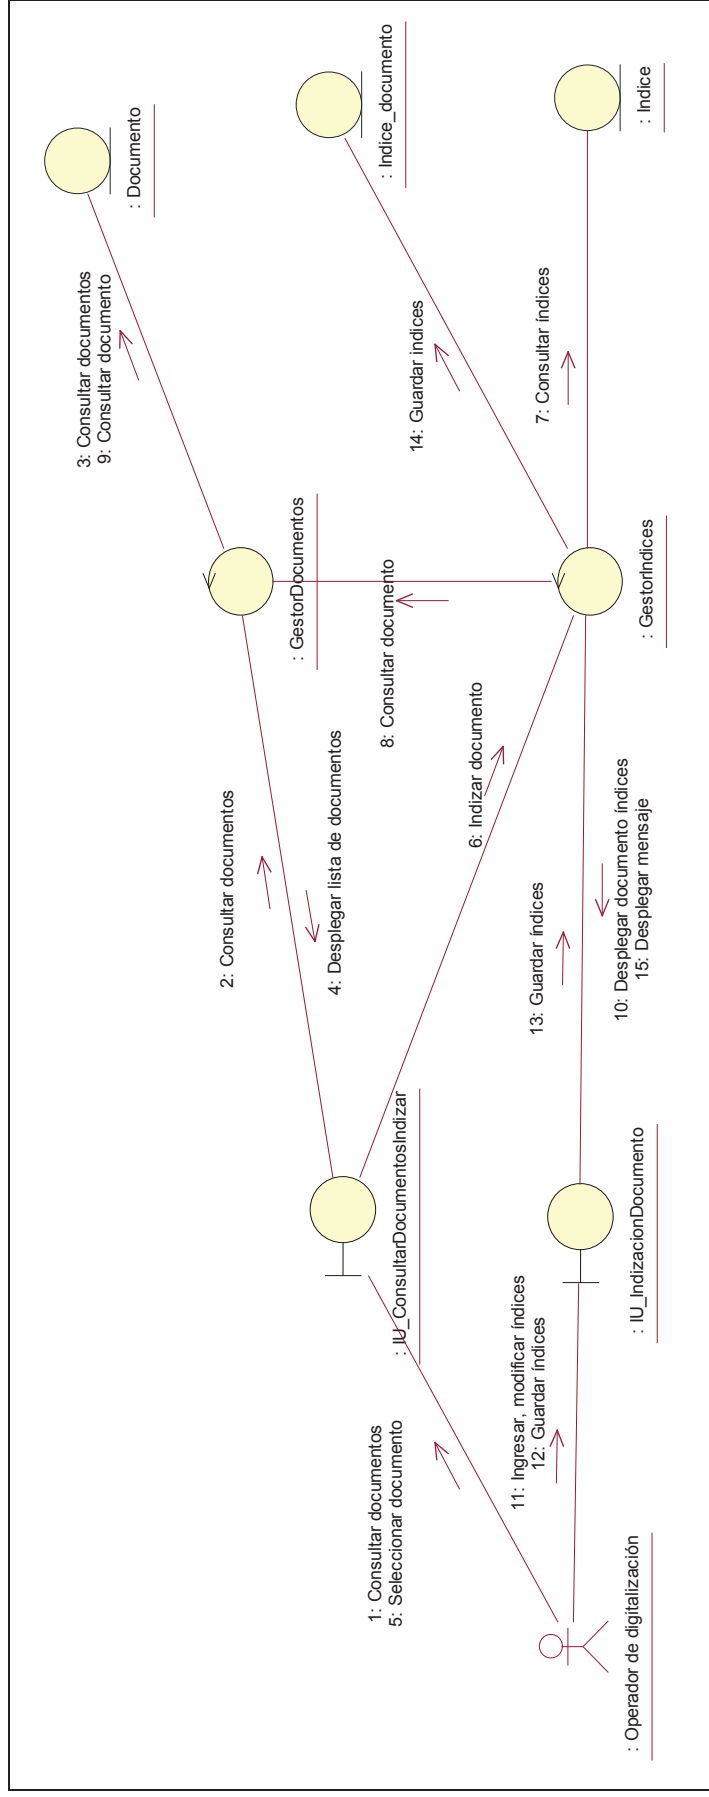 3: Consultar documentos
9: Consultar documento
: Documento
: Indice_documento
: Indice
14: Guardar indices
7: Consultar índices
: GestorDocumentos
8: Consultar documento
: GestorIndices
2: Consultar documentos
4: Desplegar lista de documentos
6: Indizar documento
13: Guardar índices
10: Desplegar documento índices
15: Desplegar mensaje
: IU_ConsultarDocumentosIndizar
: IU_IndizacionDocumento
1: Consultar documentos
5: Seleccionar documento
11: Ingresar, modificar índices
12: Guardar índices
: Operador de digitalización